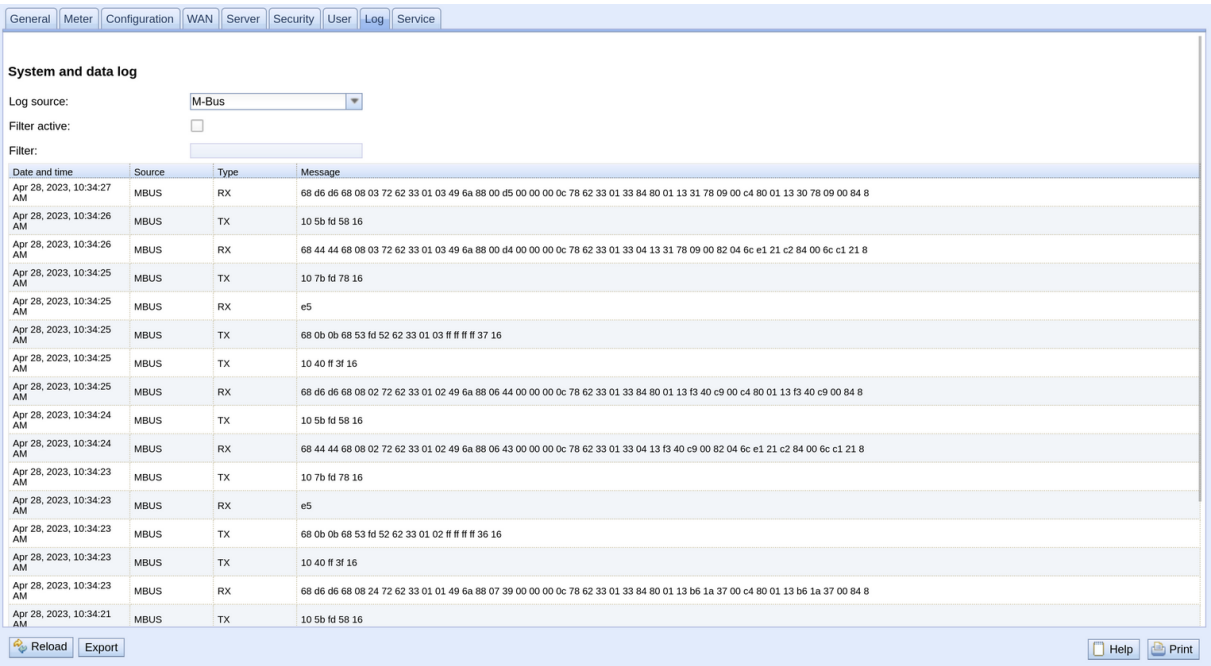 General Meter Configuration WAN Server Security User Log Service
System and data log
Log source: M-Bus
Filter active:
Filter:
Date and time Source Type Message
Apr 28, 2023, 10:34:27 AM MBUS RX 68 d6 d6 68 08 03 72 62 33 01 03 49 6a 88 00 d5 00 00 00 0c 78 62 33 01 33 84 80 01 13 31 78 09 00 c4 80 01 13 30 78 09 00 84 8
Apr 28, 2023, 10:34:26 AM MBUS TX 10 5b fd 58 16
Apr 28, 2023, 10:34:26 AM MBUS RX 68 44 44 68 08 03 72 62 33 01 03 49 6a 88 00 d4 00 00 00 0c 78 62 33 01 33 04 13 31 78 09 00 82 04 6c e1 21 c2 84 00 6c c1 21 8
Apr 28, 2023, 10:34:25 AM MBUS TX 10 7b fd 78 16
Apr 28, 2023, 10:34:25 AM MBUS RX e5
Apr 28, 2023, 10:34:25 AM MBUS TX 68 0b 0b 68 53 fd 52 62 33 01 03 ff ff ff ff 37 16
Apr 28, 2023, 10:34:25 AM MBUS TX 10 40 ff 3f 16
Apr 28, 2023, 10:34:25 AM MBUS RX 68 d6 d6 68 08 02 72 62 33 01 02 49 6a 88 06 44 00 00 00 0c 78 62 33 01 33 84 80 01 13 f3 40 c9 00 c4 80 01 13 f3 40 c9 00 84 8
Apr 28, 2023, 10:34:24 AM MBUS TX 10 5b fd 58 16
Apr 28, 2023, 10:34:24 AM MBUS RX 68 44 44 68 08 02 72 62 33 01 02 49 6a 88 06 43 00 00 00 0c 78 62 33 01 33 04 13 f3 40 c9 00 82 04 6c e1 21 c2 84 00 6c c1 21 8
Apr 28, 2023, 10:34:23 AM MBUS TX 10 7b fd 78 16
Apr 28, 2023, 10:34:23 AM MBUS RX e5
Apr 28, 2023, 10:34:23 AM MBUS TX 68 0b 0b 68 53 fd 52 62 33 01 02 ff ff ff ff 36 16
Apr 28, 2023, 10:34:23 AM MBUS TX 10 40 ff 3f 16
Apr 28, 2023, 10:34:23 AM MBUS RX 68 d6 d6 68 08 24 72 62 33 01 01 49 6a 88 07 39 00 00 00 0c 78 62 33 01 33 84 80 01 13 b6 1a 37 00 c4 80 01 13 b6 1a 37 00 84 8
Apr 28, 2023, 10:34:21 AM MBUS TX 10 5b fd 58 16
Reload Export Help Print